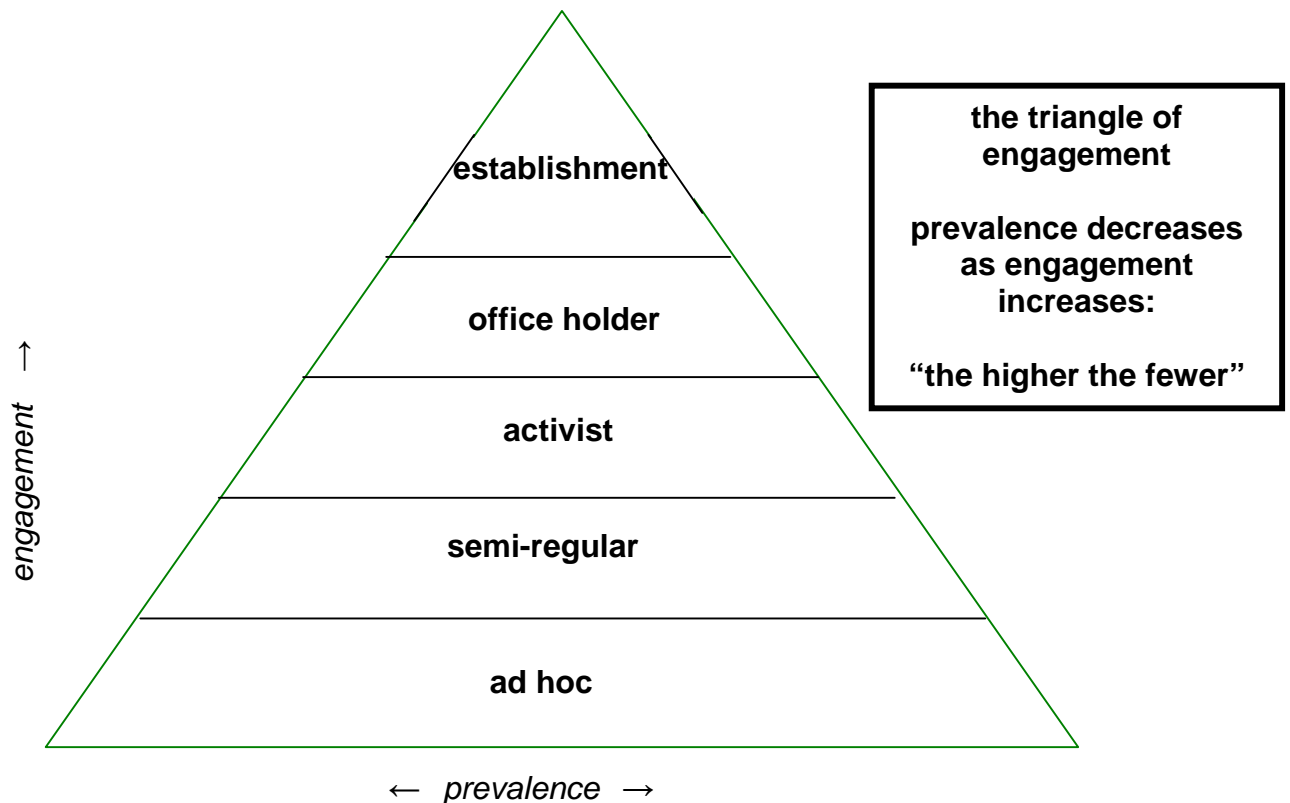 establishment
office holder
activist
semi-regular
ad hoc
engagement →
← prevalence →
the triangle of
engagement
prevalence decreases
as engagement
increases:
“the higher the fewer”